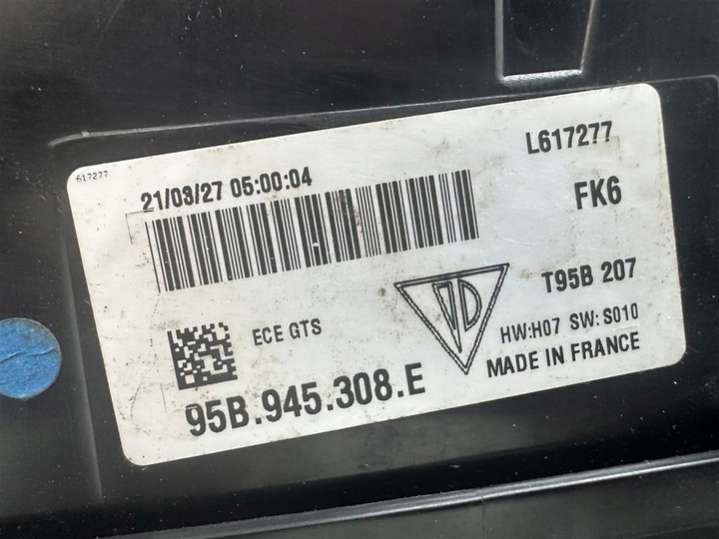 617277
L617277
21/03/27 05:00:04
FK6
T95B 207
ECE GTS
HW:H07 SW:S010
MADE IN FRANCE
95B.945.308.E